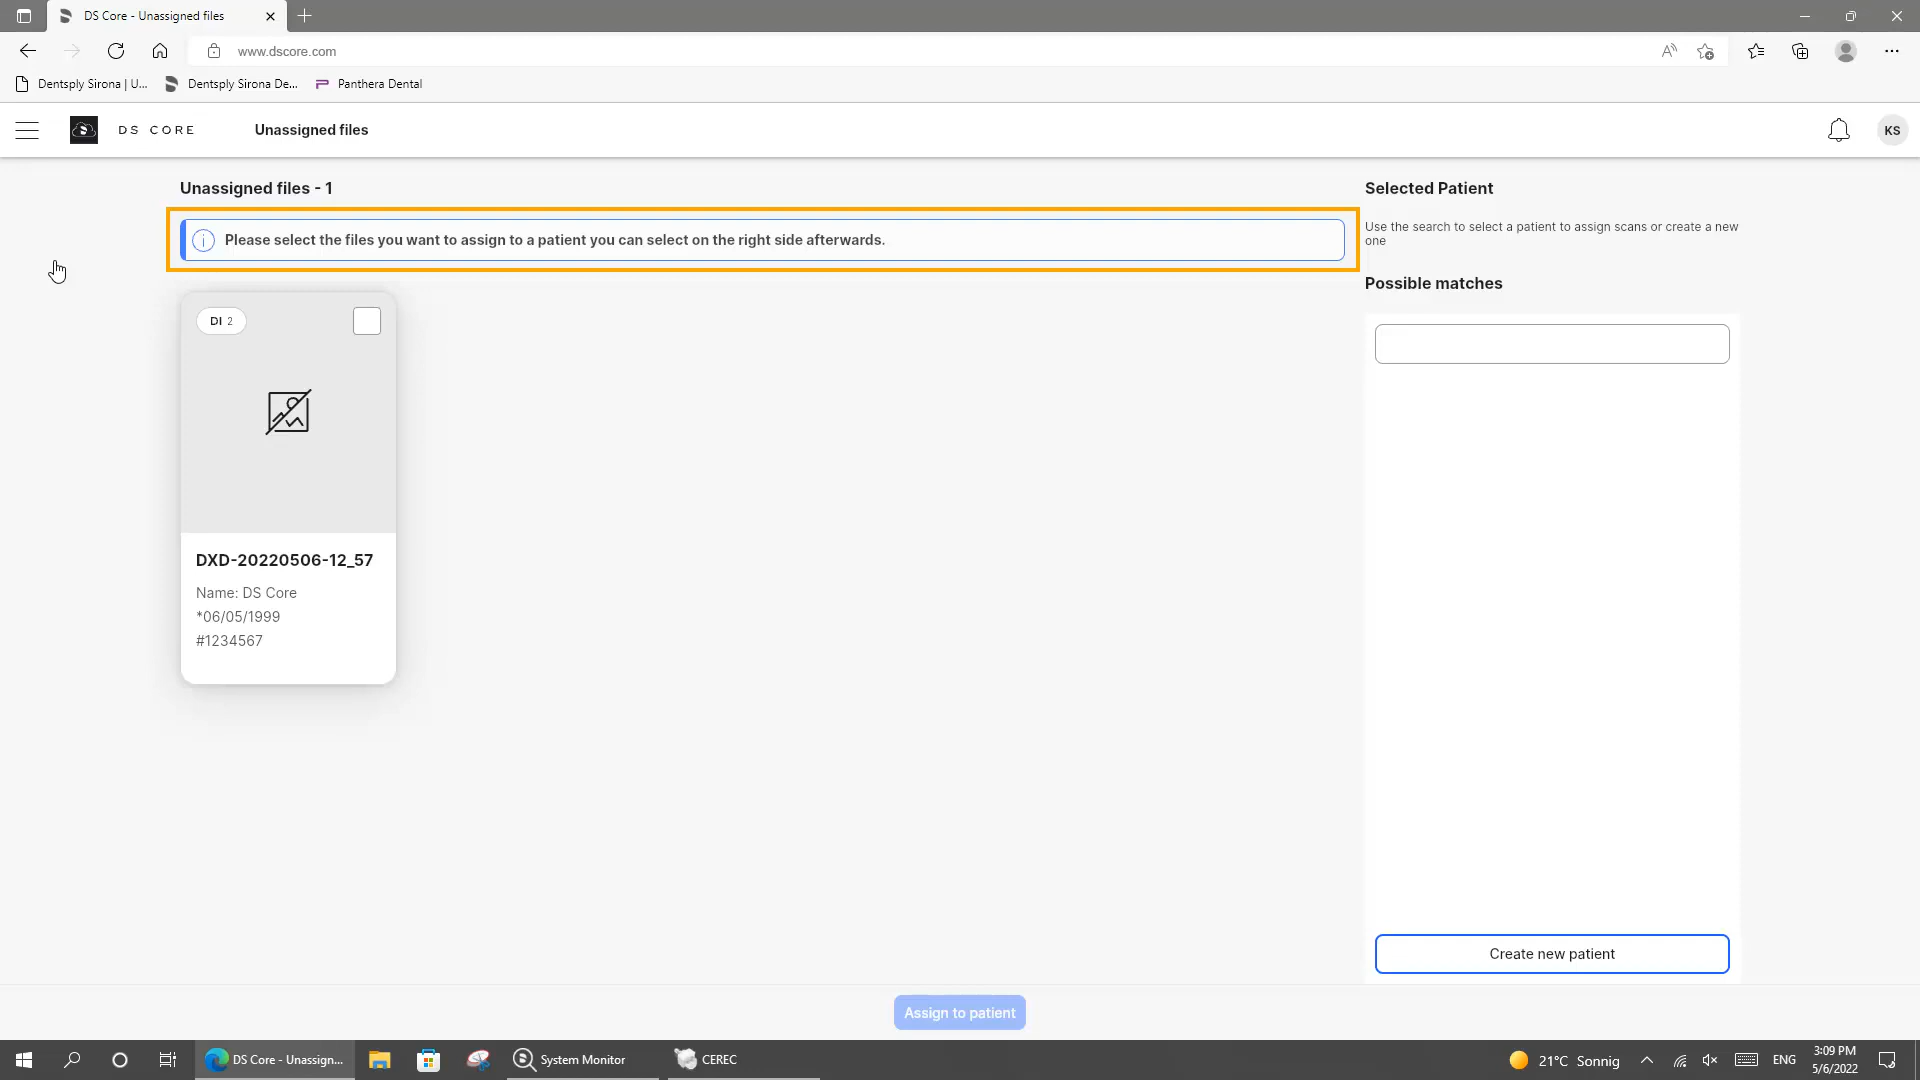 DS Core - Unassigned files
www.dscore.com
Dentsply Sirona | U...
Dentsply Sirona De...
Panthera Dental
DS CORE
Unassigned files
KS
Unassigned files - 1
Please select the files you want to assign to a patient you can select on the right side afterwards.
DI 2
DXD-20220506-12_57
Name: DS Core
*06/05/1999
#1234567
Selected Patient
Use the search to select a patient to assign scans or create a new
one
Possible matches
Create new patient
Assign to patient
DS Core - Unassign...
System Monitor
CEREC
21°C Sonnig
ENG
3:09 PM
5/6/2022